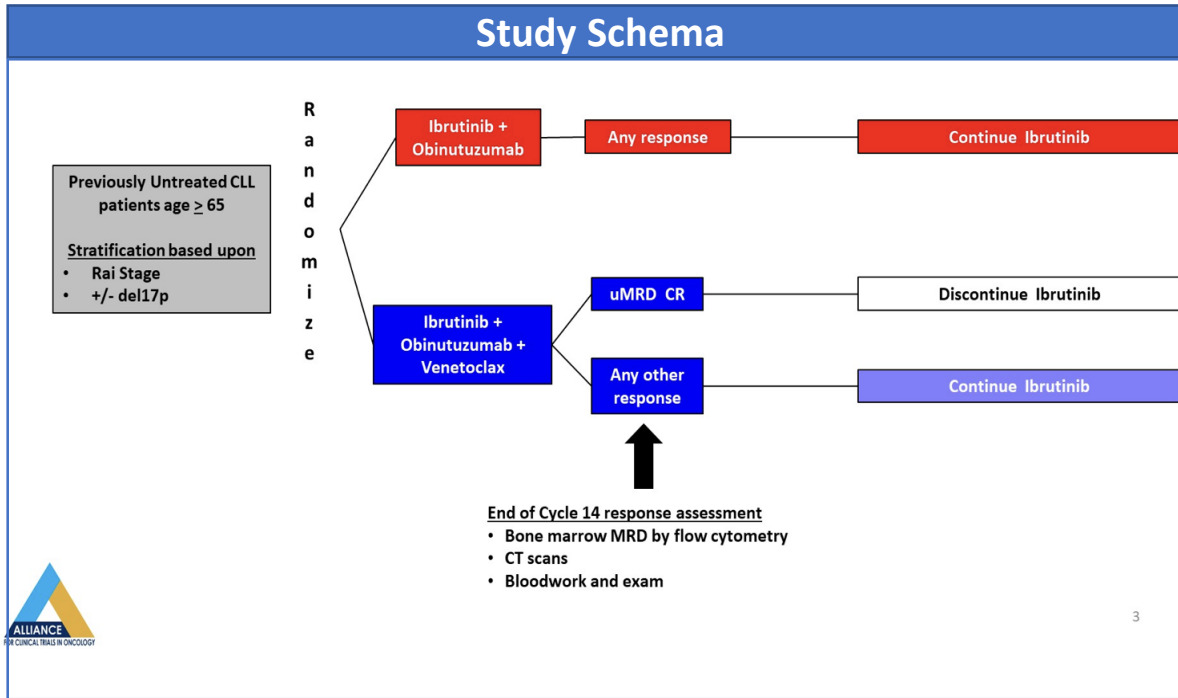 Study Schema
Previously Untreated CLL
patients age ≥ 65
Stratification based upon
• Rai Stage
• +/- del17p
R
a
n
d
o
m
i
z
e
Ibrutinib +
Obinutuzumab
Any response
Continue Ibrutinib
Ibrutinib +
Obinutuzumab +
Venetoclax
uMRD CR
Discontinue Ibrutinib
Any other
response
Continue Ibrutinib
End of Cycle 14 response assessment
• Bone marrow MRD by flow cytometry
• CT scans
• Bloodwork and exam
ALLIANCE
FOR CLINICAL TRIALS IN ONCOLOGY
3